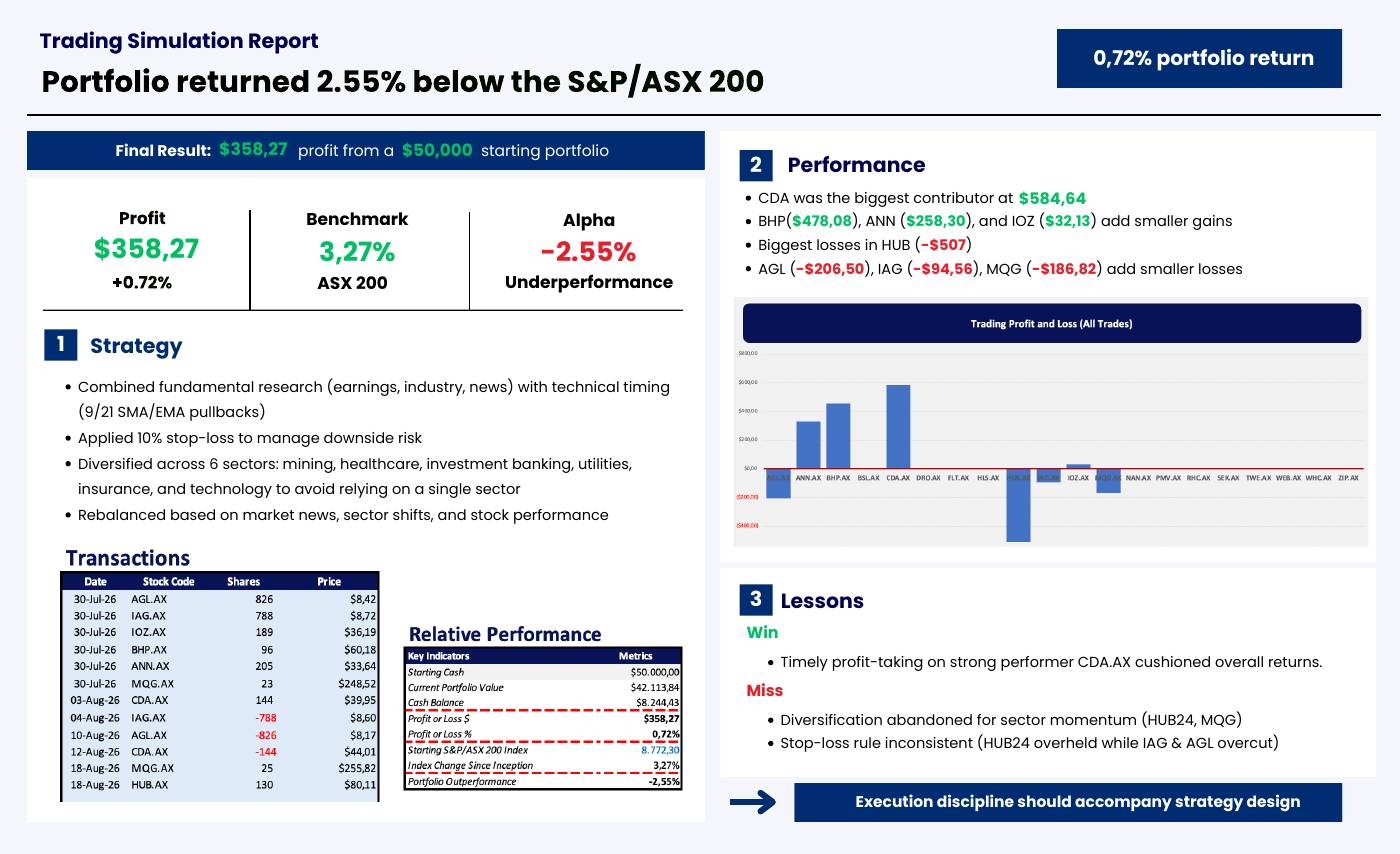 Trading Simulation Report
Portfolio returned 2.55% below the S&P/ASX 200
0,72% portfolio return
Final Result: $358,27 profit from a $50,000 starting portfolio
Profit
$358,27
+0.72%
Benchmark
3,27%
ASX 200
Alpha
-2.55%
Underperformance
1 Strategy
• Combined fundamental research (earnings, industry, news) with technical timing
(9/21 SMA/EMA pullbacks)
• Applied 10% stop-loss to manage downside risk
• Diversified across 6 sectors: mining, healthcare, investment banking, utilities,
insurance, and technology to avoid relying on a single sector
• Rebalanced based on market news, sector shifts, and stock performance
Transactions
Date Stock Code Shares Price
30-Jul-26 AGL.AX 826 $8,42
30-Jul-26 IAG.AX 788 $8,72
30-Jul-26 IOZ.AX 189 $36,19
30-Jul-26 BHP.AX 96 $60,18
30-Jul-26 ANN.AX 205 $33,64
30-Jul-26 MQG.AX 23 $248,52
03-Aug-26 CDA.AX 144 $39,95
04-Aug-26 IAG.AX -788 $8,60
10-Aug-26 AGL.AX -826 $8,17
12-Aug-26 CDA.AX -144 $44,01
18-Aug-26 MQG.AX 25 $255,82
18-Aug-26 HUB.AX 130 $80,11
Relative Performance
Key Indicators Metrics
Starting Cash $50.000,00
Current Portfolio Value $42.113,84
Cash Balance $8.244,43
Profit or Loss $ $358,27
Profit or Loss % 0,72%
Starting S&P/ASX 200 Index 8.772,30
Index Change Since Inception 3,27%
Portfolio Outperformance -2,55%
2 Performance
• CDA was the biggest contributor at $584,64
• BHP($478,08), ANN ($258,30), and IOZ ($32,13) add smaller gains
• Biggest losses in HUB (-$507)
• AGL (-$206,50), IAG (-$94,56), MQG (-$186,82) add smaller losses
Trading Profit and Loss (All Trades)
$800,00
$600,00
$400,00
$200,00
$0,00
AGL.AX ANN.AX BHP.AX BSL.AX CDA.AX DRO.AX FLT.AX HLS.AX HUB.AX IAG.AX IOZ.AX MQG.AX NAN.AX PMV.AX RHC.AX SEK.AX TWE.AX WEB.AX WHC.AX ZIP.AX
($200,00)
($400,00)
3 Lessons
Win
• Timely profit-taking on strong performer CDA.AX cushioned overall returns.
Miss
• Diversification abandoned for sector momentum (HUB24, MQG)
• Stop-loss rule inconsistent (HUB24 overheld while IAG & AGL overcut)
Execution discipline should accompany strategy design